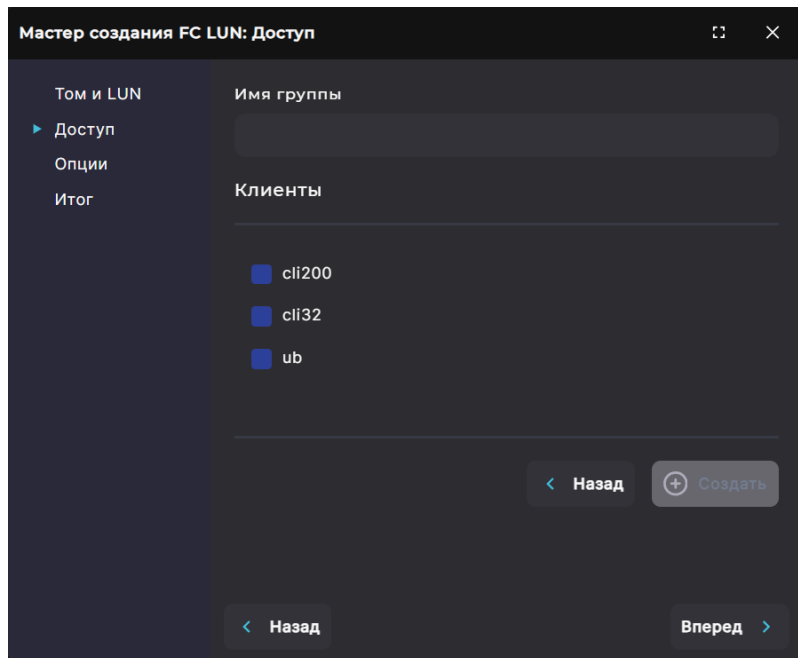 Мастер создания FC LUN: Доступ
Том и LUN
Доступ
Опции
Итог
Имя группы
Клиенты
cli200
cli32
ub
Назад
Создать
Назад
Вперед